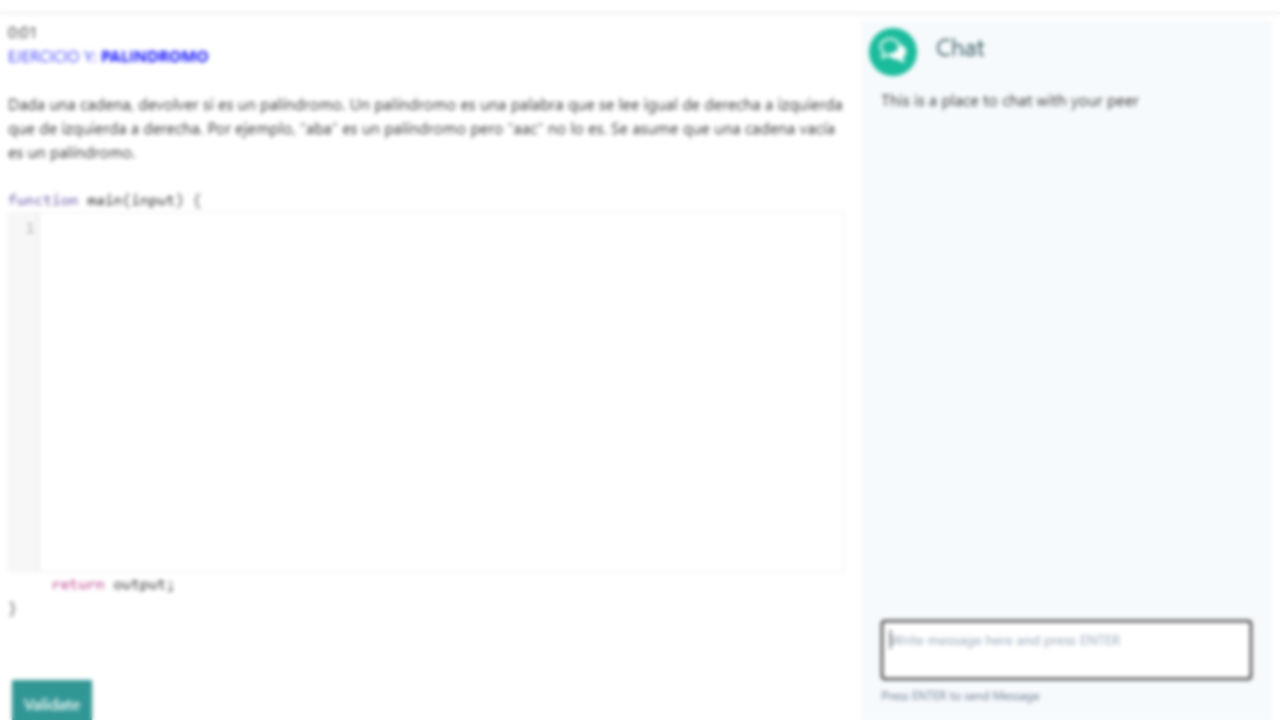 0:01
EJERCICIO Y: PALINDROMO
Dada una cadena, devolver si es un palíndromo. Un palíndromo es una palabra que se lee igual de derecha a izquierda
que de izquierda a derecha. Por ejemplo, "aba" es un palíndromo pero "aac" no lo es. Se asume que una cadena vacía
es un palíndromo.
function main(input) {
1
return output;
}
Validate
Chat
This is a place to chat with your peer
Write message here and press ENTER
Press ENTER to send Message